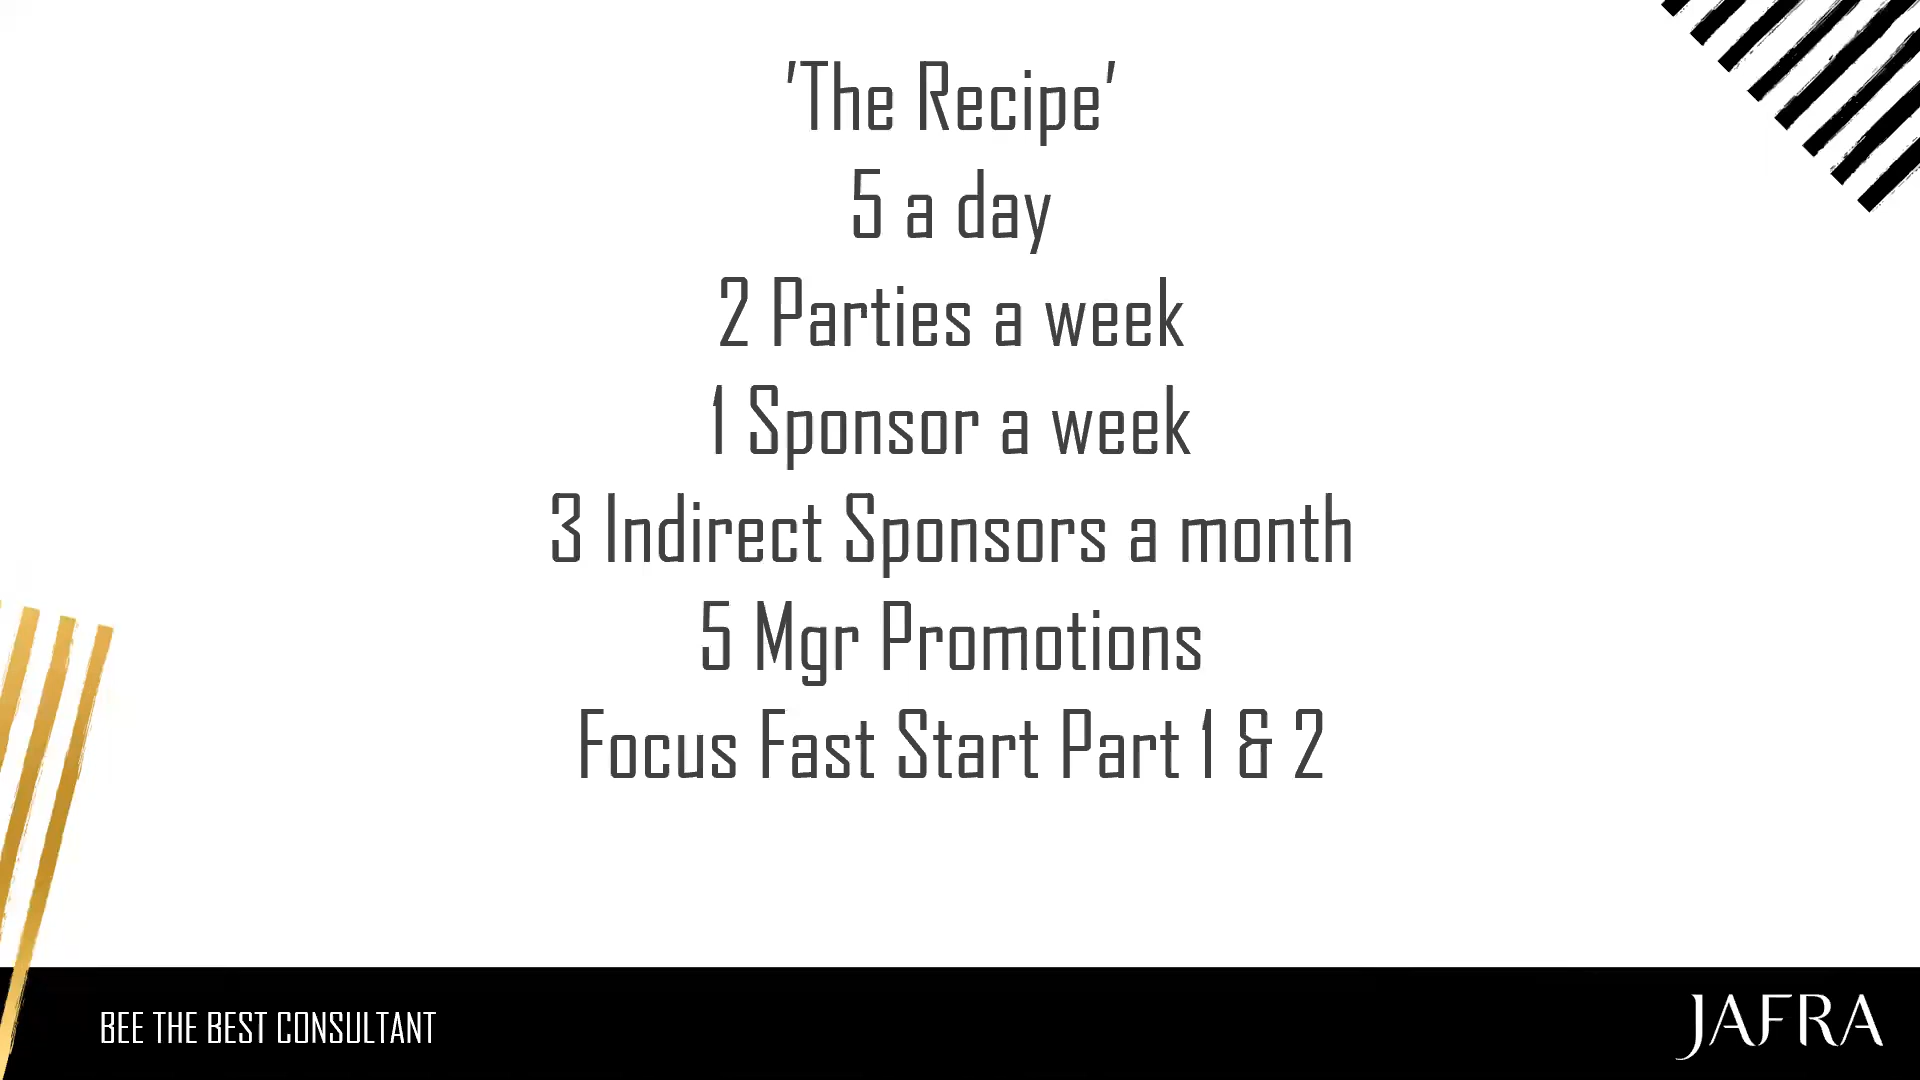 'The Recipe'
5 a day
2 Parties a week
1 Sponsor a week
3 Indirect Sponsors a month
5 Mgr Promotions
Focus Fast Start Part 1 & 2
BEE THE BEST CONSULTANT
JAFRA